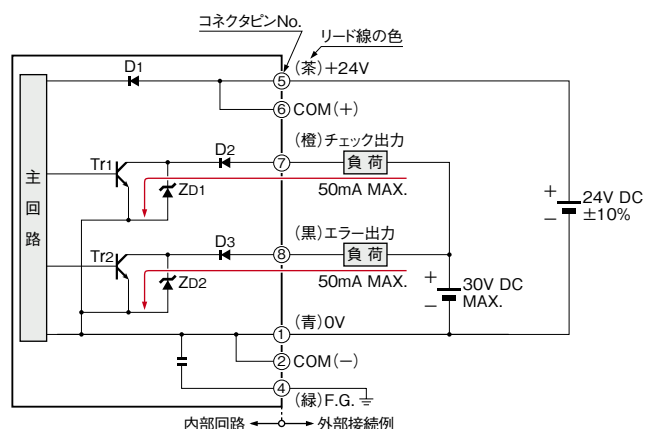 コネクタピンNo.
リード線の色
D1
⑤
(茶)+24V
⑥
COM(+)
主回路
Tr1
D2
⑦
(橙)チェック出力
負荷
ZD1
50mA MAX.
+
−
24V DC
±10%
Tr2
D3
⑧
(黒)エラー出力
負荷
ZD2
50mA MAX.
+
−
30V DC
MAX.
①
(青)0V
②
COM(−)
④
(緑)F.G.
内部回路
外部接続例